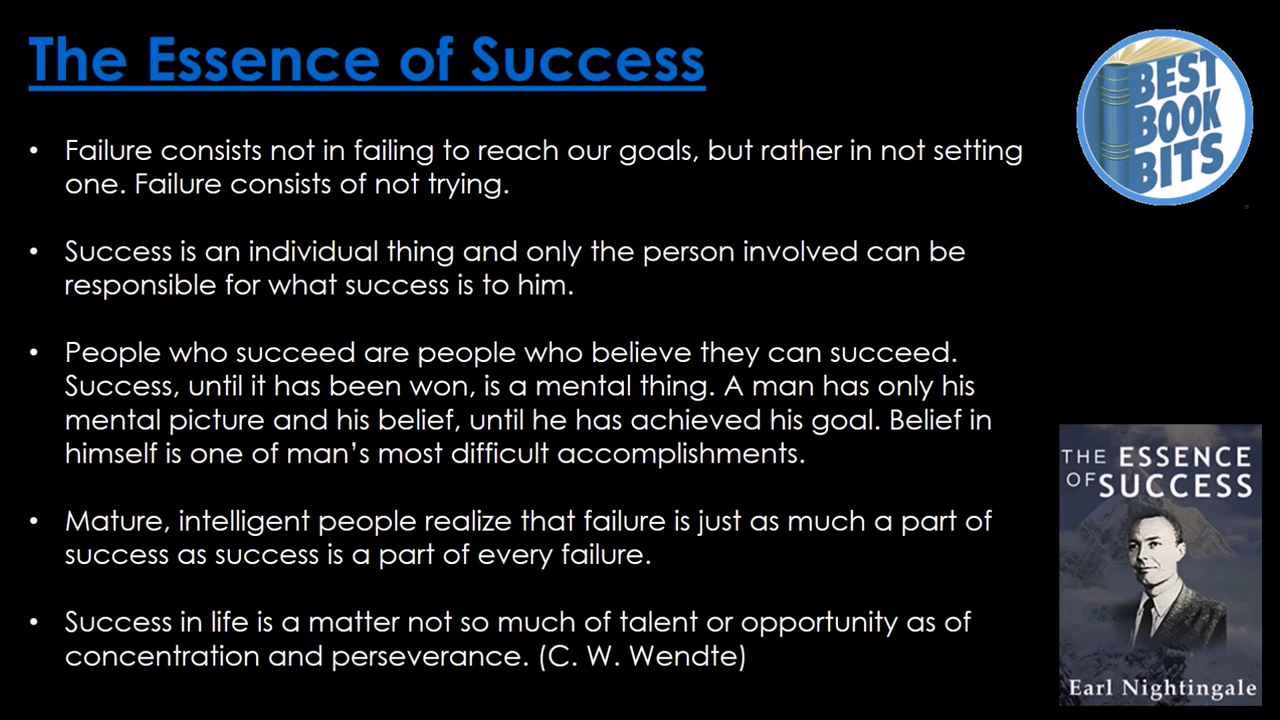 The Essence of Success
• Failure consists not in failing to reach our goals, but rather in not setting
one. Failure consists of not trying.
• Success is an individual thing and only the person involved can be
responsible for what success is to him.
• People who succeed are people who believe they can succeed.
Success, until it has been won, is a mental thing. A man has only his
mental picture and his belief, until he has achieved his goal. Belief in
himself is one of man’s most difficult accomplishments.
• Mature, intelligent people realize that failure is just as much a part of
success as success is a part of every failure.
• Success in life is a matter not so much of talent or opportunity as of
concentration and perseverance. (C. W. Wendte)
BEST
BOOK
BITS
THE ESSENCE
OF SUCCESS
Earl Nightingale